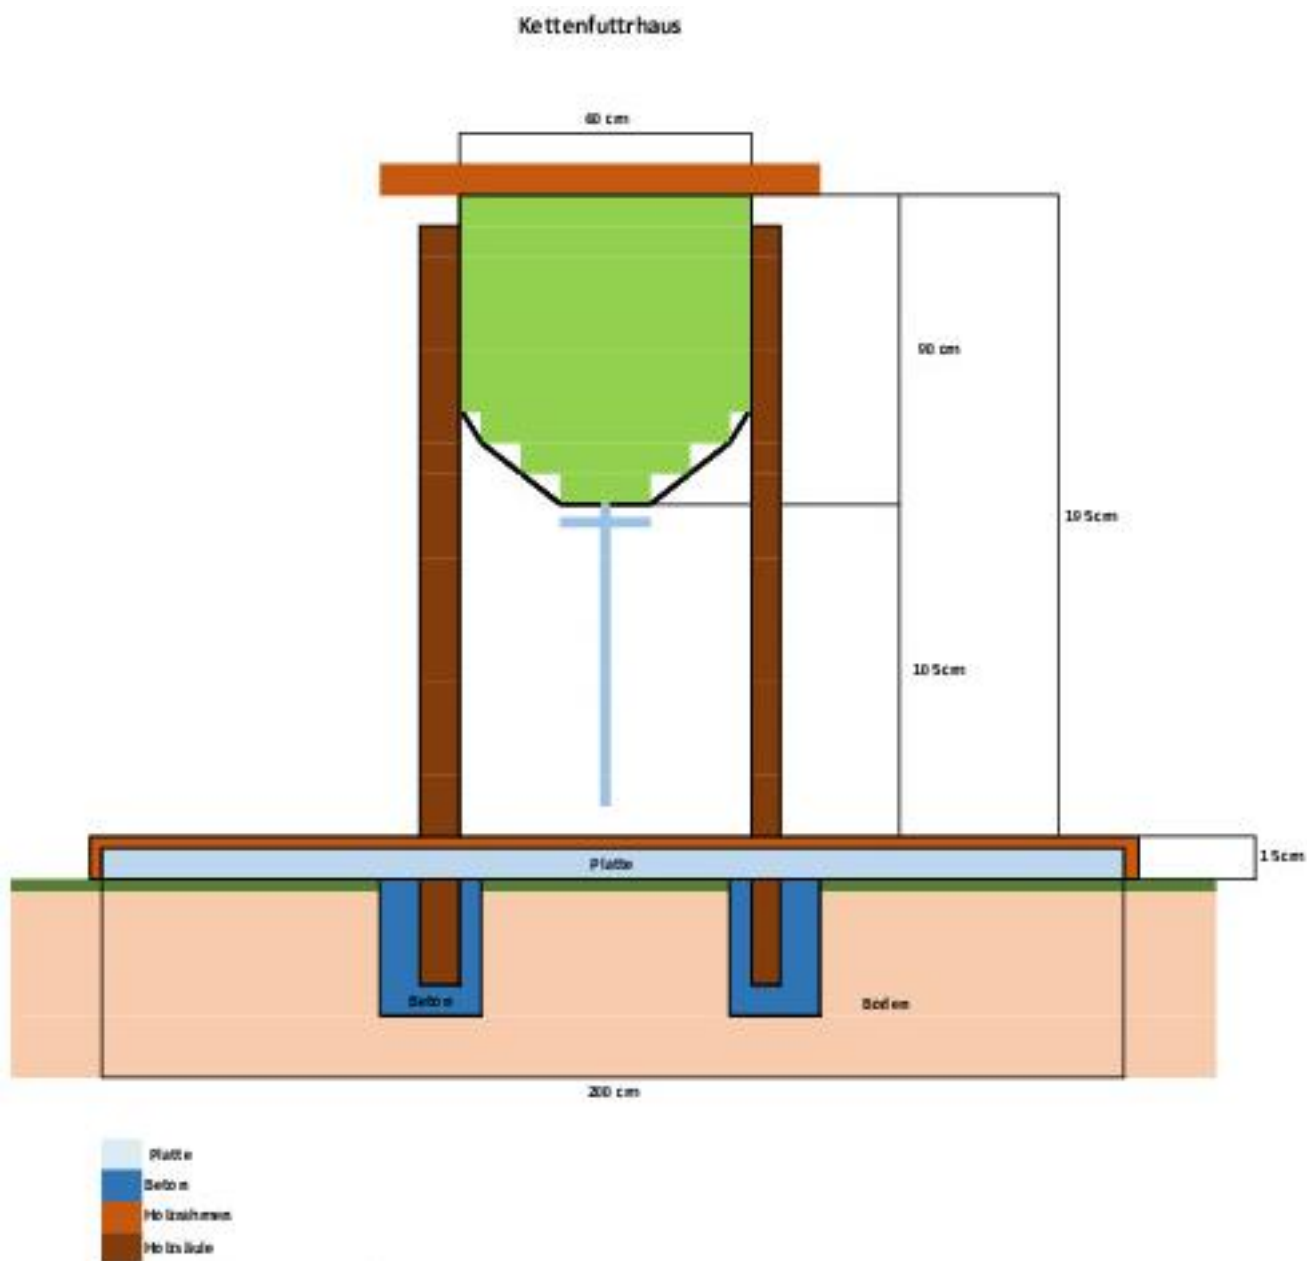 Kettenfuttrhaus
60 cm
90 cm
195cm
105cm
Platte
15cm
Beton
Boden
200 cm
Platte
Beton
Holzrahmen
Holzsäule